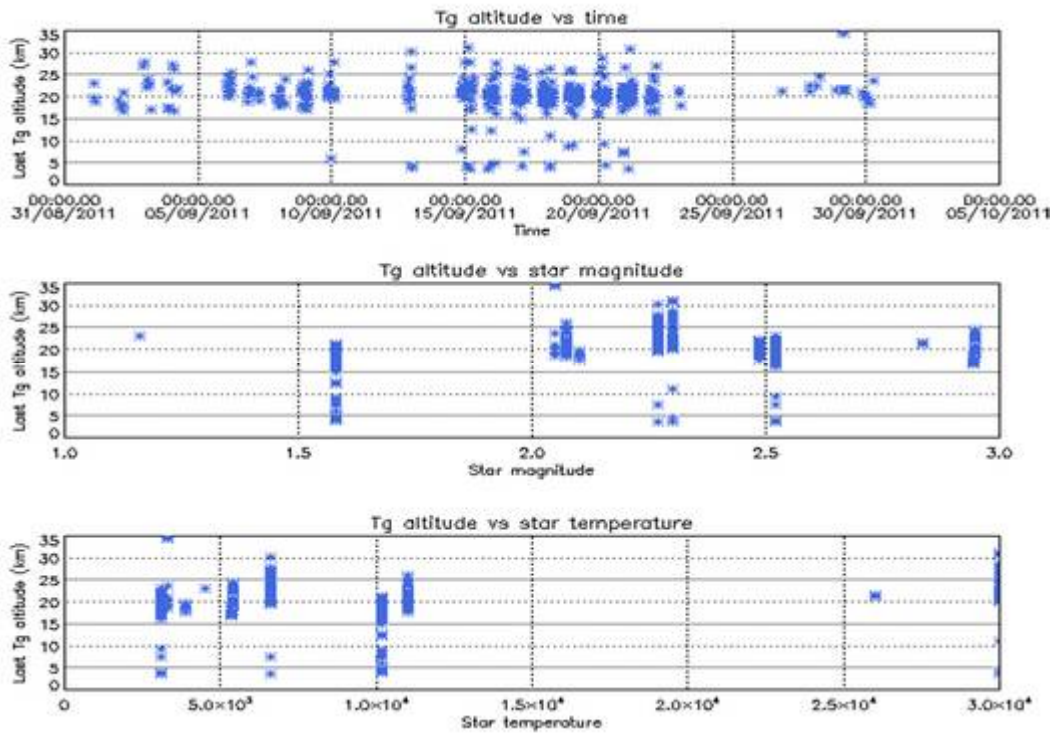 Tg altitude vs time
Last Tg altitude (km)
35
30
25
20
15
10
5
0
00:00.00 00:00.00 00:00.00 00:00.00 00:00.00 00:00.00 00:00.00 00:00.00
31/08/2011 05/09/2011 10/09/2011 15/09/2011 20/09/2011 25/09/2011 30/09/2011 05/10/2011
Time
Tg altitude vs star magnitude
Last Tg altitude (km)
35
30
25
20
15
10
5
0
1.0 1.5 2.0 2.5 3.0
Star magnitude
Tg altitude vs star temperature
Last Tg altitude (km)
35
30
25
20
15
10
5
0
0 5.0×10³ 1.0×10⁴ 1.5×10⁴ 2.0×10⁴ 2.5×10⁴ 3.0×10⁴
Star temperature